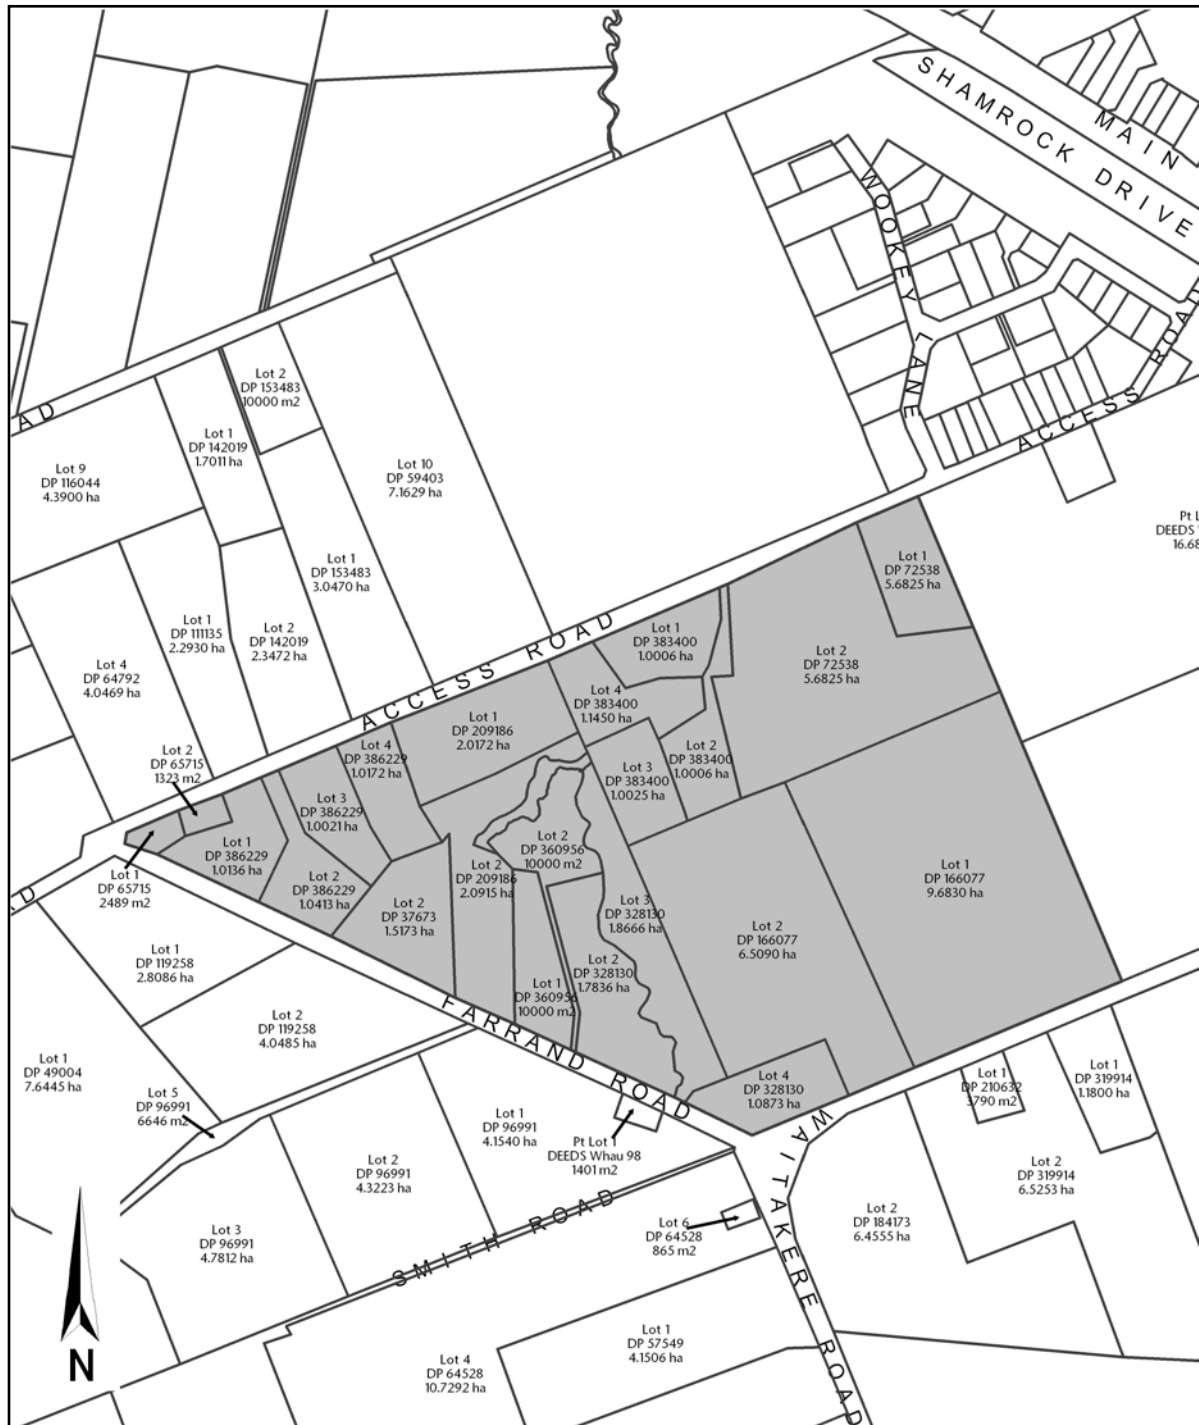 SHAMROCK DRIVE
MAIN
WOOKEY LANE
ACCESS ROAD
AD
Lot 2
DP 153483
10000 m2
Lot 1
DP 142019
1.7011 ha
Lot 9
DP 116044
4.3900 ha
Lot 10
DP 59403
7.1629 ha
Pt L
DEEDS
16.68
Lot 1
DP 153483
3.0470 ha
Lot 1
DP 72538
5.6825 ha
Lot 1
DP 111135
2.2930 ha
Lot 2
DP 142019
2.3472 ha
Lot 4
DP 64792
4.0469 ha
ACCESS ROAD
Lot 1
DP 383400
1.0006 ha
Lot 2
DP 72538
5.6825 ha
Lot 4
DP 383400
1.1450 ha
Lot 1
DP 209186
2.0172 ha
Lot 4
DP 386229
1.0172 ha
Lot 2
DP 65715
1323 m2
Lot 2
DP 383400
1.0006 ha
Lot 3
DP 383400
1.0025 ha
Lot 3
DP 386229
1.0021 ha
Lot 1
DP 386229
1.0136 ha
Lot 2
DP 360956
10000 m2
Lot 2
DP 209186
2.0915 ha
Lot 1
DP 166077
9.6830 ha
Lot 1
DP 65715
2489 m2
Lot 2
DP 386229
1.0413 ha
Lot 2
DP 37673
1.5173 ha
Lot 3
DP 328130
1.8666 ha
Lot 2
DP 166077
6.5090 ha
D
Lot 1
DP 119258
2.8086 ha
Lot 2
DP 328130
1.7836 ha
Lot 1
DP 360956
10000 m2
FARRAND ROAD
Lot 2
DP 119258
4.0485 ha
Lot 1
DP 49004
7.6445 ha
Lot 5
DP 96991
6646 m2
Lot 4
DP 328130
1.0873 ha
Lot 1
DP 210632
3790 m2
Lot 1
DP 319914
1.1800 ha
Lot 1
DP 96991
4.1540 ha
Pt Lot 1
DEEDS Whau 98
1401 m2
Lot 2
DP 96991
4.3223 ha
Lot 2
DP 319914
6.5253 ha
WAITAKERE ROAD
Lot 2
DP 184173
6.4555 ha
Lot 3
DP 96991
4.7812 ha
SMITH ROAD
Lot 6
DP 64528
865 m2
Lot 1
DP 57549
4.1506 ha
Lot 4
DP 64528
10.7292 ha
N